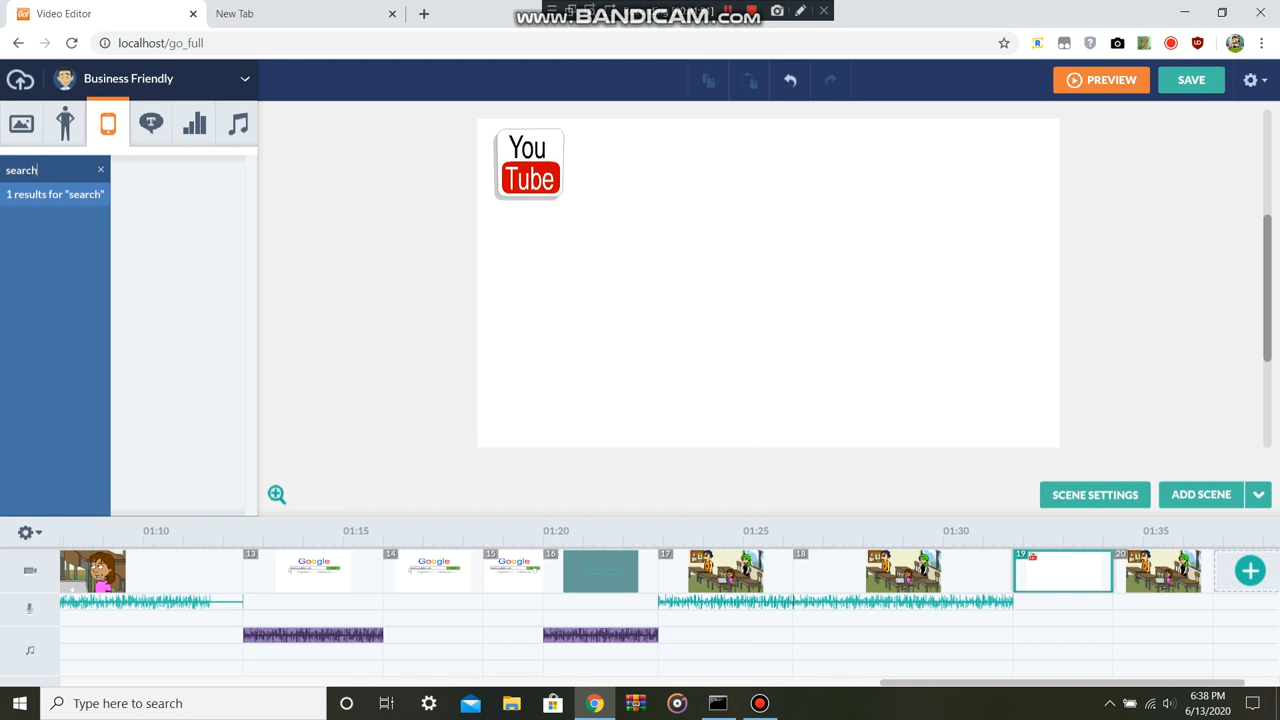 Go! Video Editor
New Tab
www.BANDICAM.com
localhost/go_full
Business Friendly
PREVIEW
SAVE
search
1 results for "search"
You
Tube
SCENE SETTINGS
ADD SCENE
01:10
01:15
01:20
01:25
01:30
01:35
13
14
15
16
17
18
19
20
Google
Google
Google
Type here to search
6:38 PM
6/13/2020